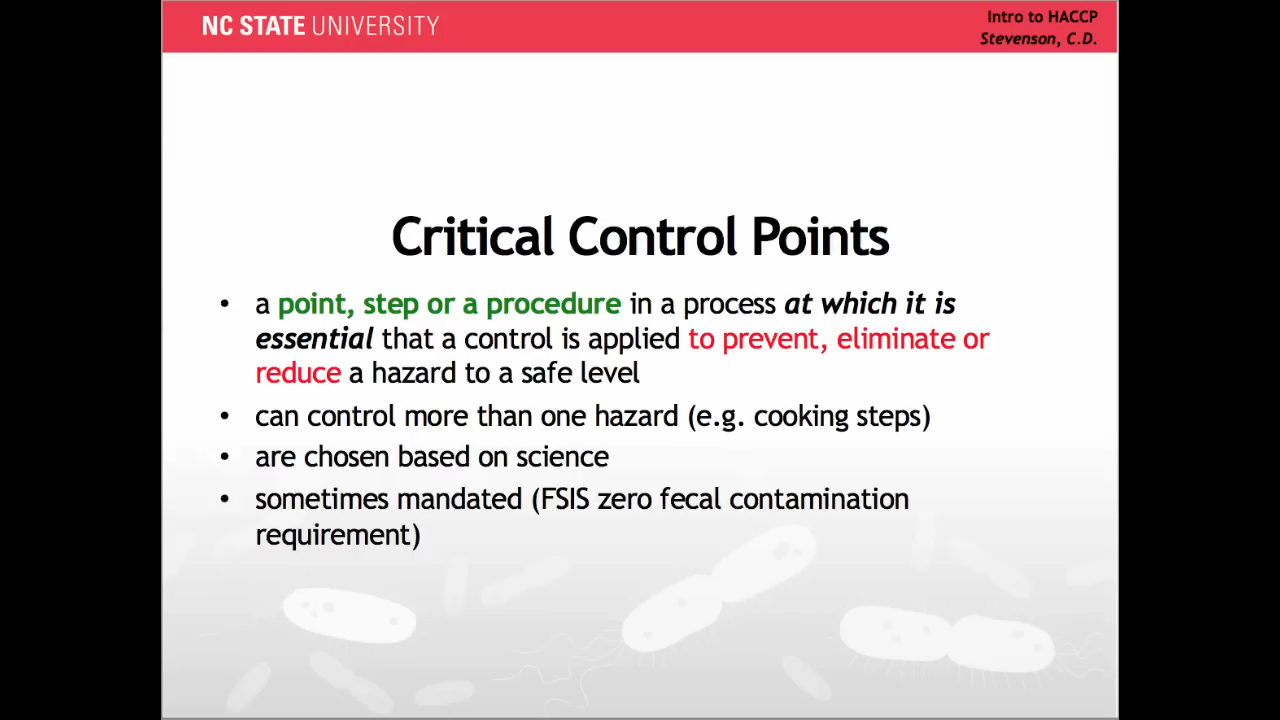 NC STATE UNIVERSITY
Intro to HACCP
Stevenson, C.D.
Critical Control Points
• a point, step or a procedure in a process at which it is
essential that a control is applied to prevent, eliminate or
reduce a hazard to a safe level
• can control more than one hazard (e.g. cooking steps)
• are chosen based on science
• sometimes mandated (FSIS zero fecal contamination
requirement)